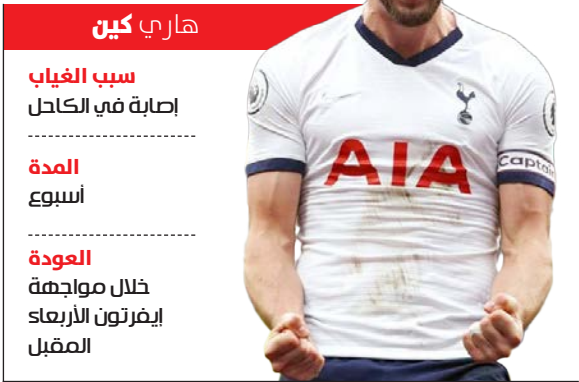 هاري كين
سبب الغياب
إصابة في الكاحل
المدة
أسبوع
العودة
خلال مواجهة
إيفرتون الأربعاء
المقبل
AIA
Captain